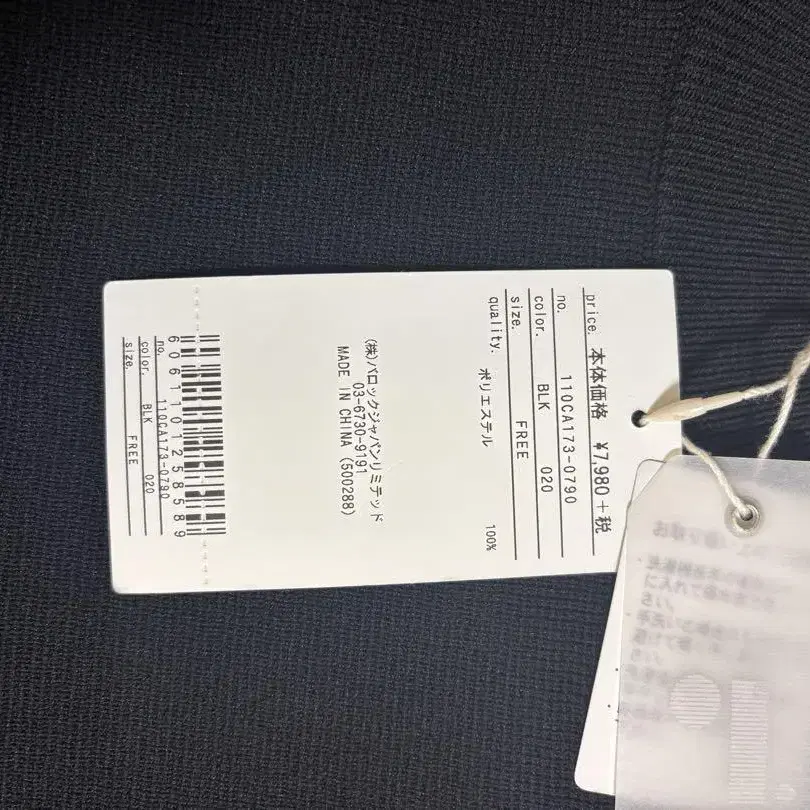 price. 本体価格 ¥7,980+税
no. 110CA173-0790
color. BLK 020
size. FREE
quality.
ポリエステル 100%
(株)バロックジャパンリミテッド
03-6730-9191
MADE IN CHINA (500288)
6061101258589
no. 110CA173-0790
color. BLK 020
size. FREE